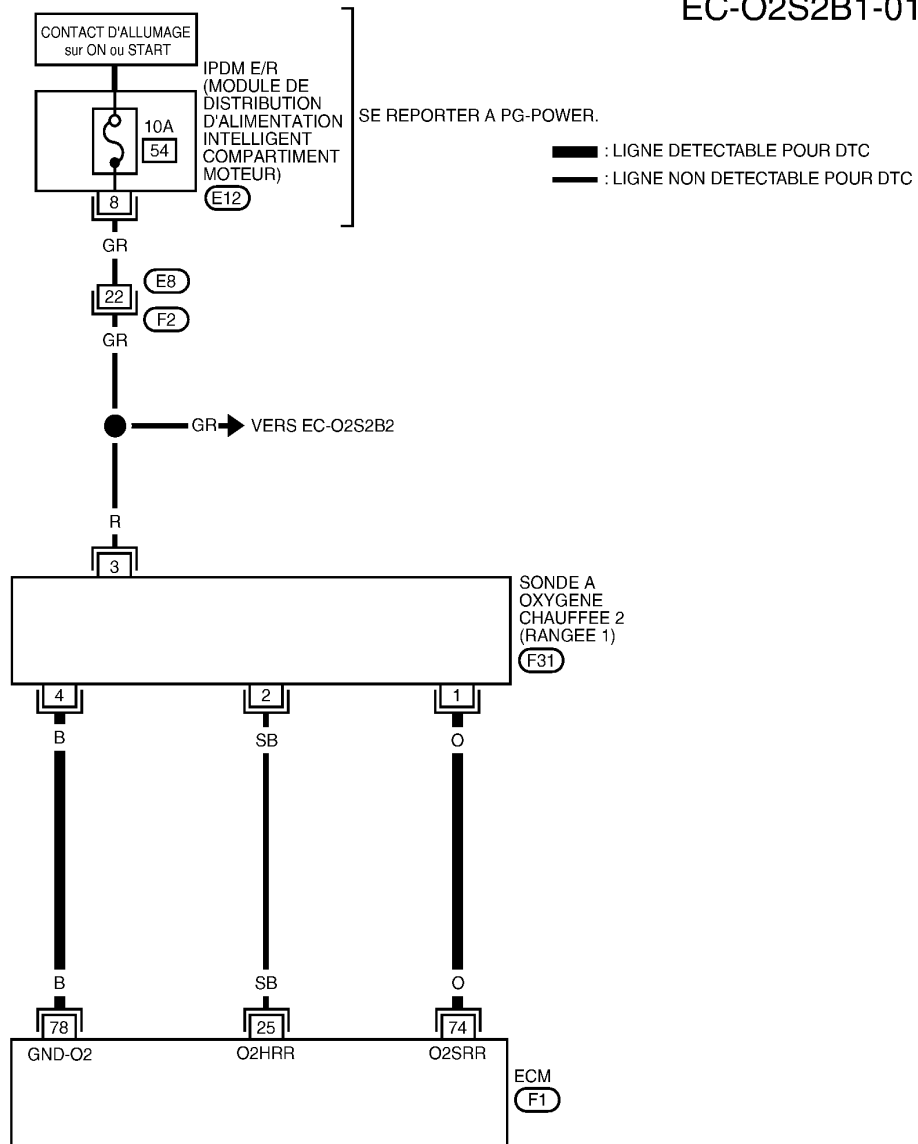 EC-O2S2B1-01
CONTACT D'ALLUMAGE
sur ON ou START
IPDM E/R
(MODULE DE
DISTRIBUTION
D'ALIMENTATION
INTELLIGENT
COMPARTIMENT
MOTEUR)
E12
10A
54
SE REPORTER A PG-POWER.
: LIGNE DETECTABLE POUR DTC
: LIGNE NON DETECTABLE POUR DTC
8
GR
E8
22
F2
GR
GR
VERS EC-O2S2B2
R
3
SONDE A
OXYGENE
CHAUFFEE 2
(RANGEE 1)
F31
4
2
1
B
SB
O
B
SB
O
78
25
74
GND-O2
O2HRR
O2SRR
ECM
F1